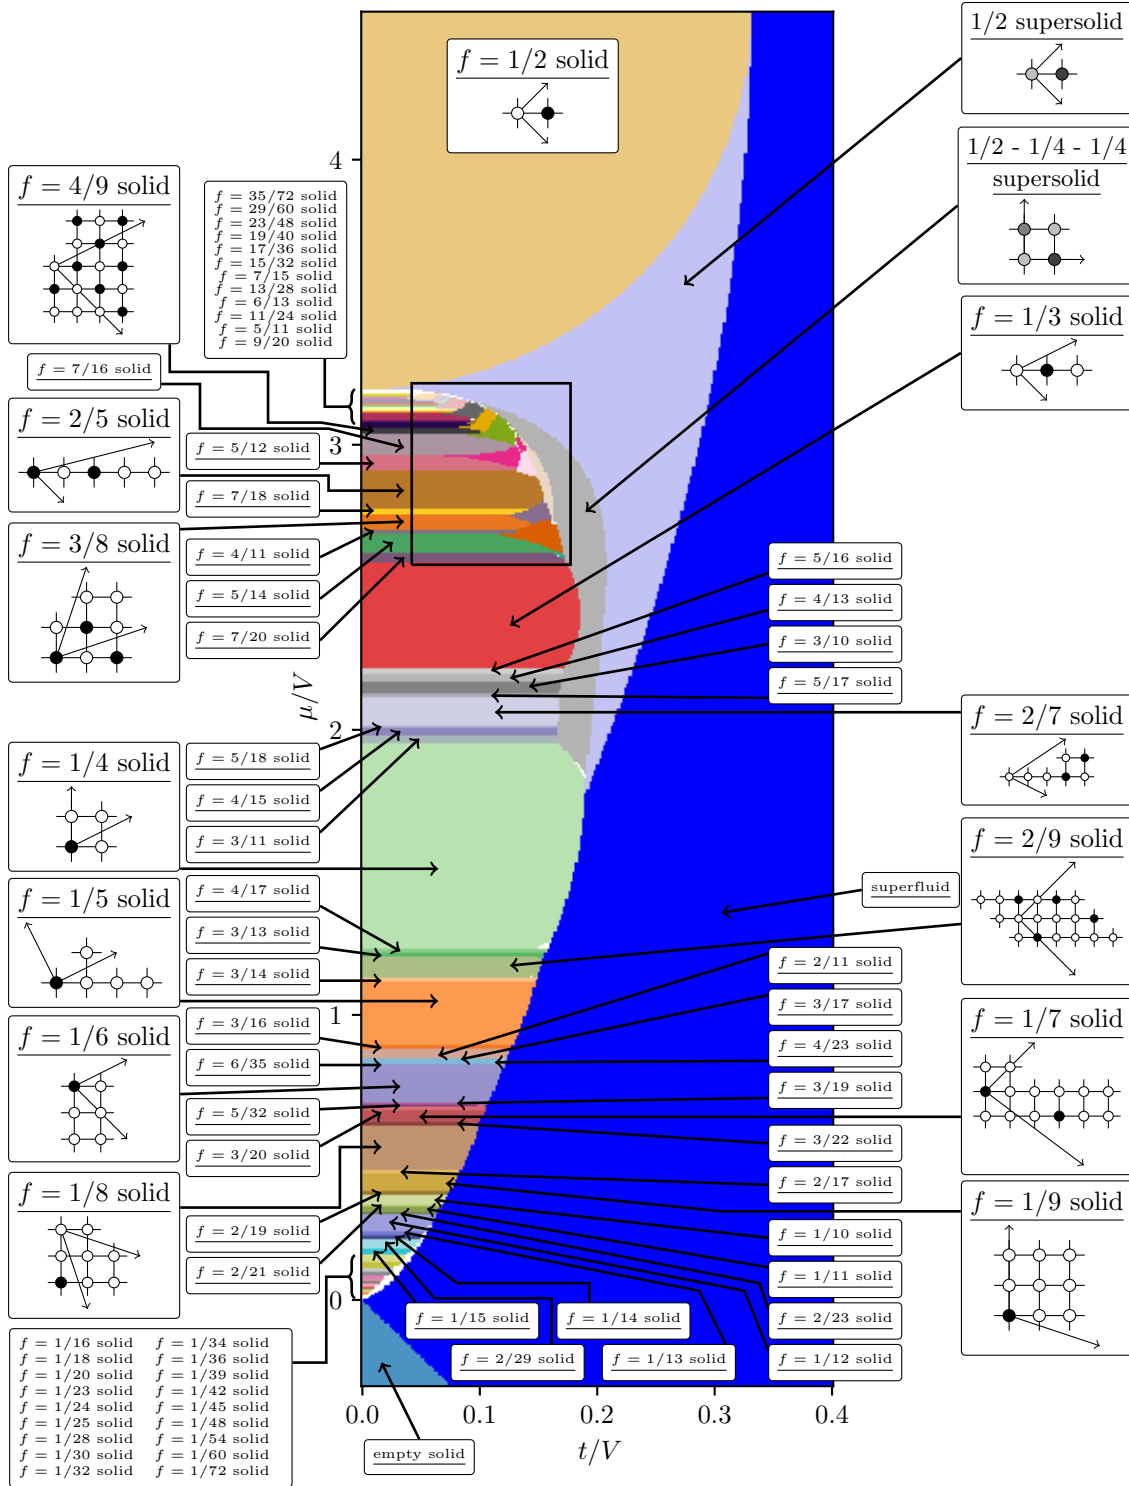 f = 1/2 solid
1/2 supersolid
1/2 - 1/4 - 1/4
supersolid
f = 1/3 solid
f = 4/9 solid
f = 35/72 solid
f = 29/60 solid
f = 23/48 solid
f = 19/40 solid
f = 17/36 solid
f = 15/32 solid
f = 7/15 solid
f = 13/28 solid
f = 6/13 solid
f = 11/24 solid
f = 5/11 solid
f = 9/20 solid
f = 7/16 solid
f = 2/5 solid
f = 5/12 solid
f = 7/18 solid
f = 3/8 solid
f = 4/11 solid
f = 5/14 solid
f = 7/20 solid
f = 5/16 solid
f = 4/13 solid
f = 3/10 solid
f = 5/17 solid
f = 2/7 solid
f = 1/4 solid
f = 5/18 solid
f = 4/15 solid
f = 3/11 solid
f = 2/9 solid
superfluid
f = 1/5 solid
f = 4/17 solid
f = 3/13 solid
f = 3/14 solid
f = 2/11 solid
f = 3/17 solid
f = 4/23 solid
f = 3/19 solid
f = 1/7 solid
f = 1/6 solid
f = 3/16 solid
f = 6/35 solid
f = 5/32 solid
f = 3/20 solid
f = 3/22 solid
f = 2/17 solid
f = 1/9 solid
f = 1/8 solid
f = 2/19 solid
f = 2/21 solid
f = 1/10 solid
f = 1/11 solid
f = 2/23 solid
f = 1/12 solid
f = 1/15 solid
f = 1/14 solid
f = 2/29 solid
f = 1/13 solid
f = 1/16 solid f = 1/34 solid
f = 1/18 solid f = 1/36 solid
f = 1/20 solid f = 1/39 solid
f = 1/23 solid f = 1/42 solid
f = 1/24 solid f = 1/45 solid
f = 1/25 solid f = 1/48 solid
f = 1/28 solid f = 1/54 solid
f = 1/30 solid f = 1/60 solid
f = 1/32 solid f = 1/72 solid
empty solid
4
3
2
1
0
μ/V
0.0 0.1 0.2 0.3 0.4
t/V